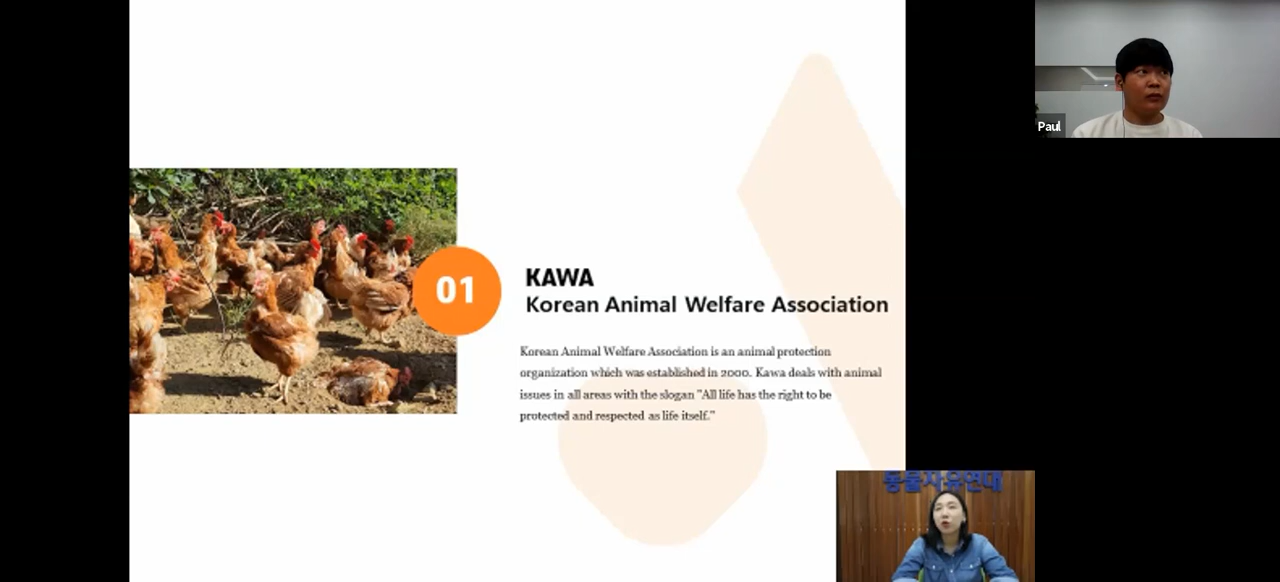 Paul
01
KAWA
Korean Animal Welfare Association
Korean Animal Welfare Association is an animal protection
organization which was established in 2000. Kawa deals with animal
issues in all areas with the slogan "All life has the right to be
protected and respected as life itself."
동물자유연대